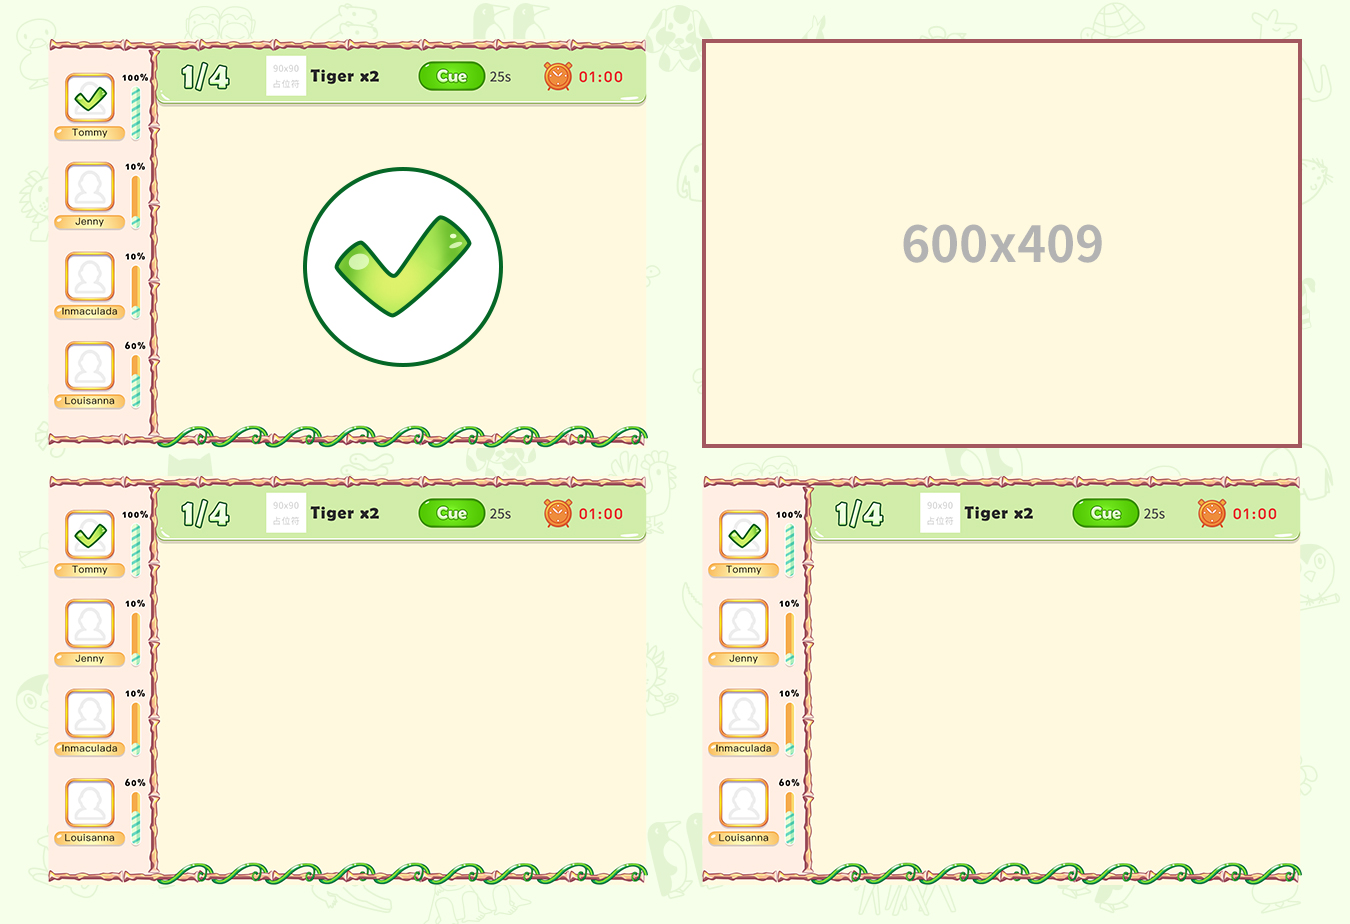 1/4
90x90
占位符
Tiger x2
Cue
25s
01:00
100%
Tommy
10%
Jenny
10%
Inmaculada
60%
Louisanna
600x409
1/4
90x90
占位符
Tiger x2
Cue
25s
01:00
100%
Tommy
10%
Jenny
10%
Inmaculada
60%
Louisanna
1/4
90x90
占位符
Tiger x2
Cue
25s
01:00
100%
Tommy
10%
Jenny
10%
Inmaculada
60%
Louisanna